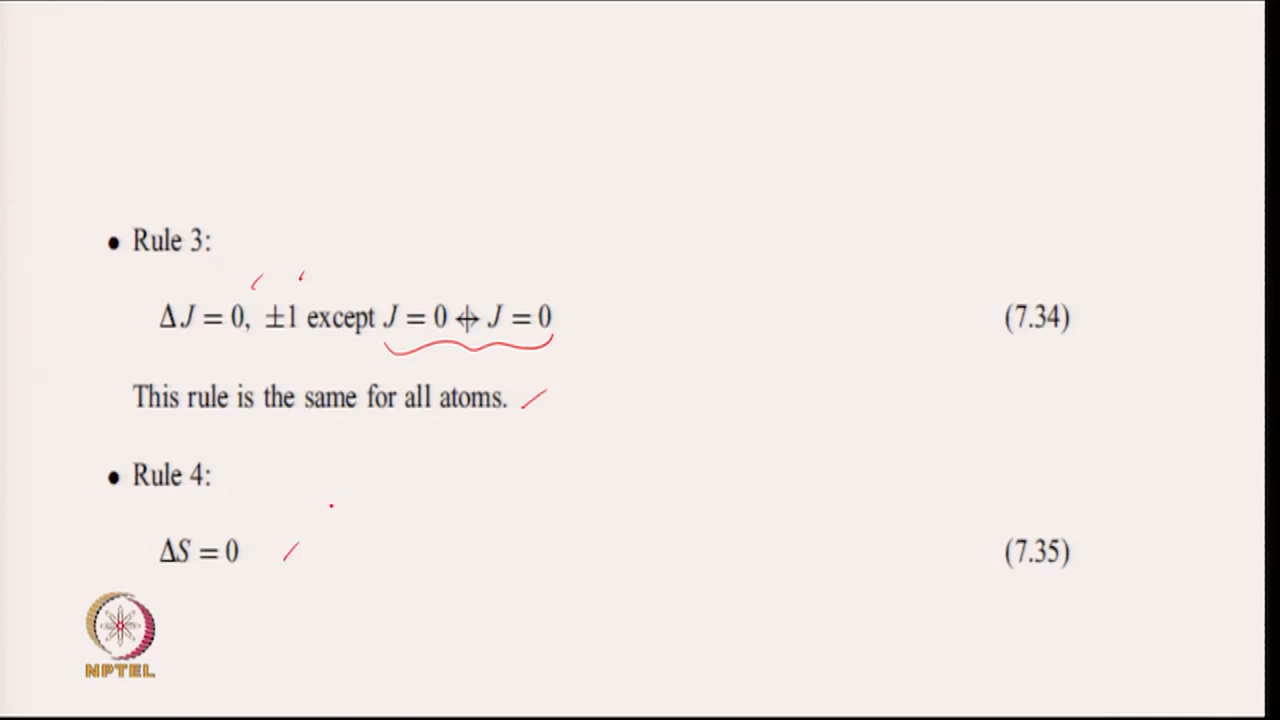 • Rule 3:
ΔJ = 0, ±1 except J = 0 ↮ J = 0 (7.34)
This rule is the same for all atoms.
• Rule 4:
ΔS = 0 (7.35)
NPTEL